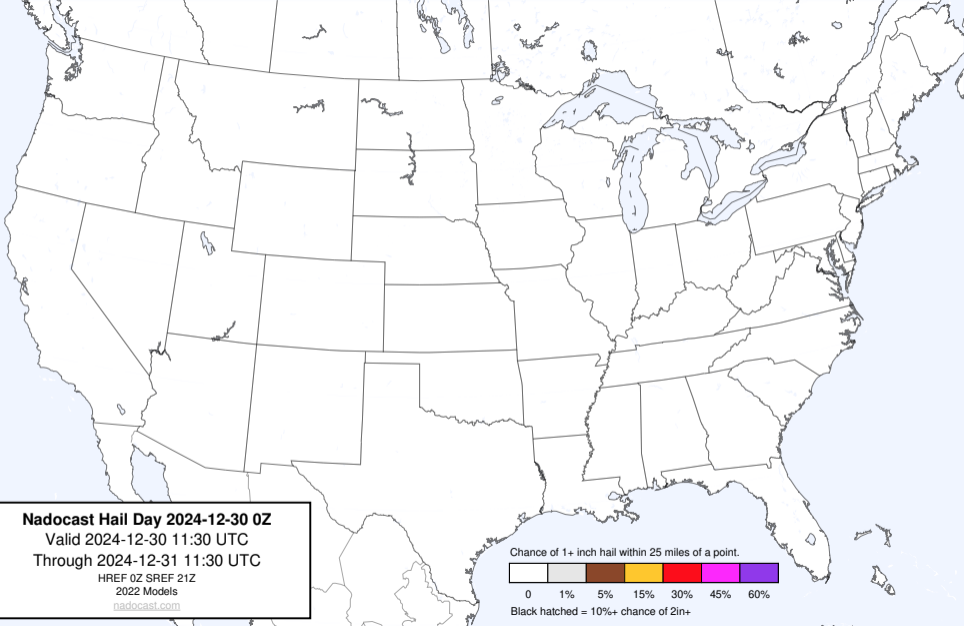 Nadocast Hail Day 2024-12-30 0Z
Valid 2024-12-30 11:30 UTC
Through 2024-12-31 11:30 UTC
HREF 0Z SREF 21Z
2022 Models
nadocast.com
Chance of 1+ inch hail within 25 miles of a point.
0 1% 5% 15% 30% 45% 60%
Black hatched = 10%+ chance of 2in+